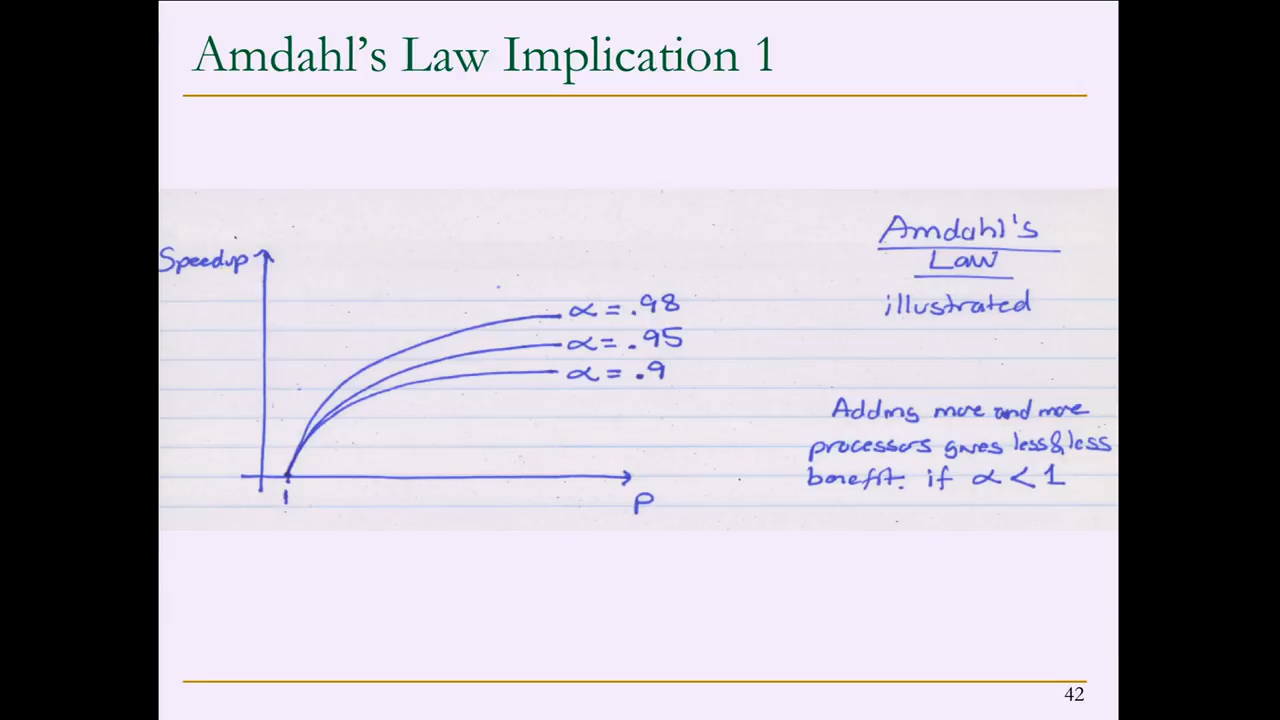 Amdahl's Law Implication 1
Amdahl's
Law
illustrated
Speedup
α = .98
α = .95
α = .9
1
P
Adding more and more
processors gives less & less
benefit. if α < 1
42